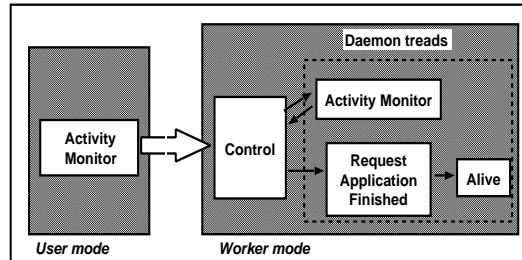 Daemon treads
Activity Monitor
Activity
Monitor
Control
Request
Application
Finished
Alive
User mode
Worker mode